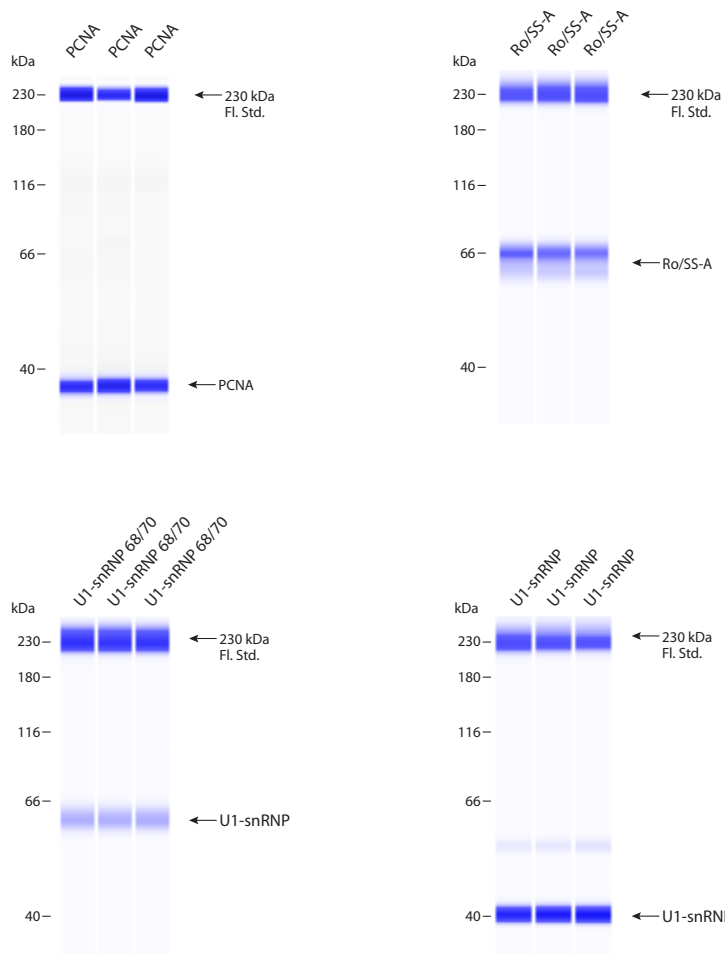 PCNA
PCNA
PCNA
kDa
230
180
116
66
40
230 kDa
Fl. Std.
PCNA
Ro/SS-A
Ro/SS-A
Ro/SS-A
kDa
230
180
116
66
40
230 kDa
Fl. Std.
Ro/SS-A
U1-snRNP 68/70
U1-snRNP 68/70
U1-snRNP 68/70
kDa
230
180
116
66
40
230 kDa
Fl. Std.
U1-snRNP
U1-snRNP
U1-snRNP
U1-snRNP
kDa
230
180
116
66
40
230 kDa
Fl. Std.
U1-snRN